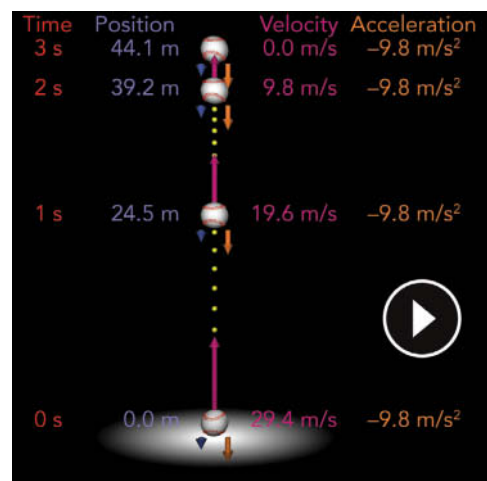 Time Position Velocity Acceleration
3 s 44.1 m 0.0 m/s –9.8 m/s²
2 s 39.2 m 9.8 m/s –9.8 m/s²
1 s 24.5 m 19.6 m/s –9.8 m/s²
0 s 0.0 m 29.4 m/s –9.8 m/s²